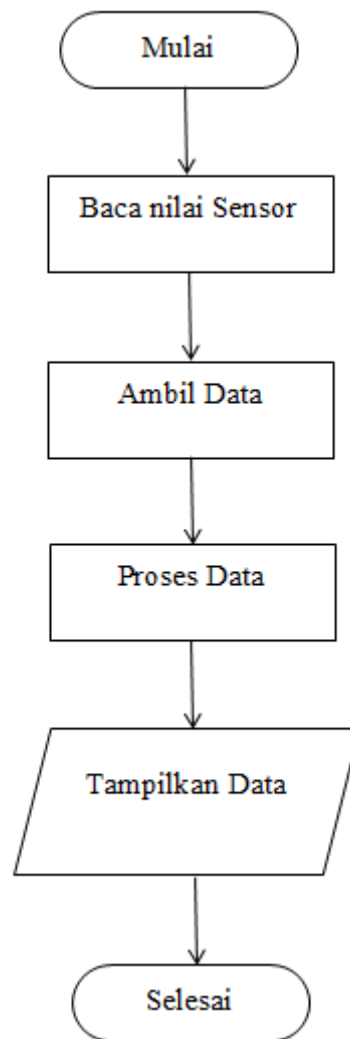 Mulai
Baca nilai Sensor
Ambil Data
Proses Data
Tampilkan Data
Selesai